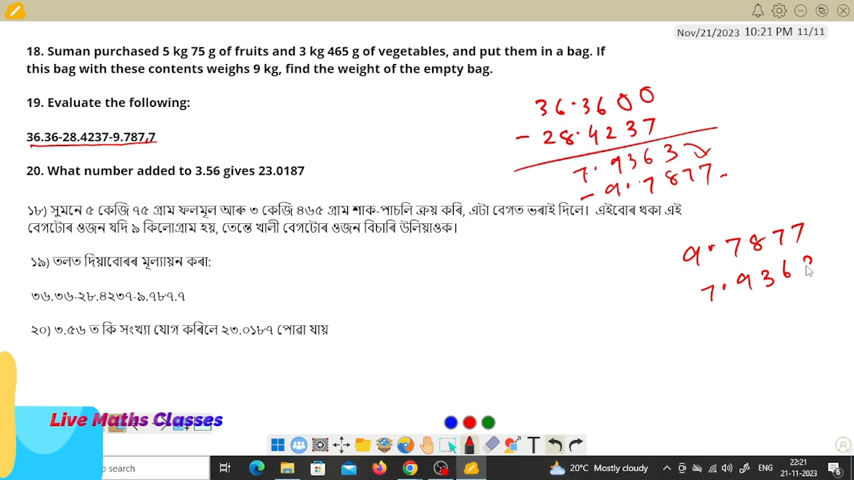 Nov/21/2023 10:21 PM 11/11
18. Suman purchased 5 kg 75 g of fruits and 3 kg 465 g of vegetables, and put them in a bag. If
this bag with these contents weighs 9 kg, find the weight of the empty bag.
19. Evaluate the following:
36.36-28.4237-9.787,7
20. What number added to 3.56 gives 23.0187
36.3600
- 28.4237
7.9363
- 9.7877 -
9.7877
7.936
১৮) সুমনে ৫ কেজি ৭৫ গ্ৰাম ফলমূল আৰু ৩ কেজি ৪৬৫ গ্ৰাম শাক-পাচলি ক্ৰয় কৰি, এটা বেগত ভৰাই দিলে। এইবোৰ থকা এই
বেগটোৰ ওজন যদি ৯ কিলোগ্ৰাম হয়, তেন্তে খালী বেগটোৰ ওজন বিচাৰি উলিয়াওক।
১৯) তলত দিয়াবোৰৰ মূল্যায়ন কৰা:
৩৬.৩৬-২৮.৪২৩৭-৯.৭৮৭.৭
২০) ৩.৫৬ ত কি সংখ্যা যোগ কৰিলে ২৩.০১৮৭ পোৱা যায়
Live Maths Classes
T
o search
20°C Mostly cloudy
ENG
22:21
21-11-2023
6